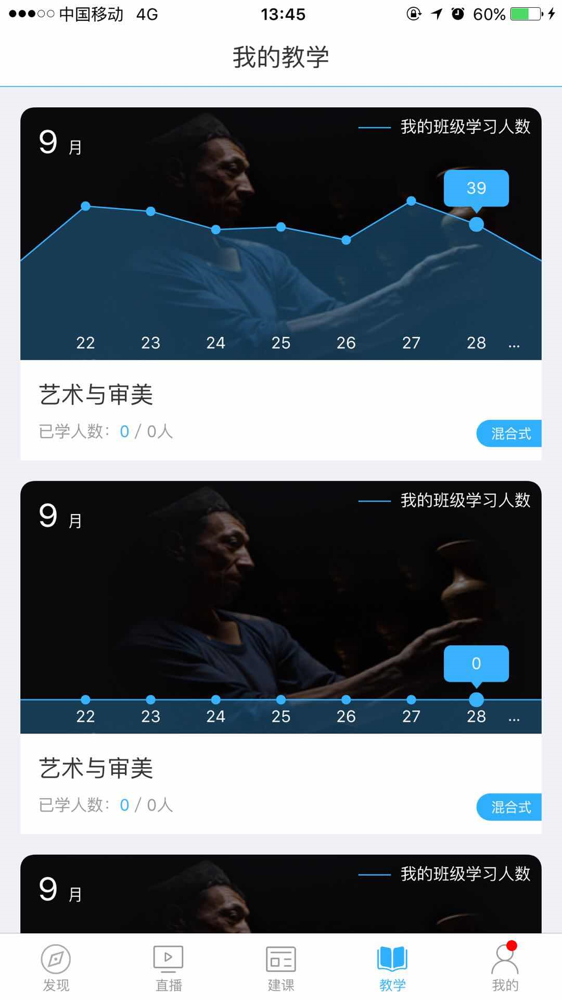 中国移动 4G 13:45 60%
我的教学
9 月 我的班级学习人数
39
22 23 24 25 26 27 28 ...
艺术与审美
已学人数: 0 / 0人 混合式
9 月 我的班级学习人数
0
22 23 24 25 26 27 28 ...
艺术与审美
已学人数: 0 / 0人 混合式
9 月 我的班级学习人数
发现 直播 建课 教学 我的